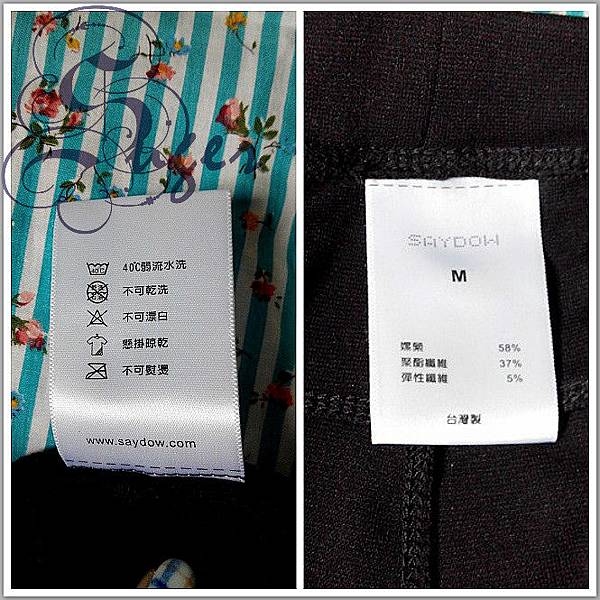 Suger
40℃弱流水洗
不可乾洗
不可漂白
懸掛晾乾
不可熨燙
www.saydow.com
SAYDOW
M
嫘縈 58%
聚酯纖維 37%
彈性纖維 5%
台灣製